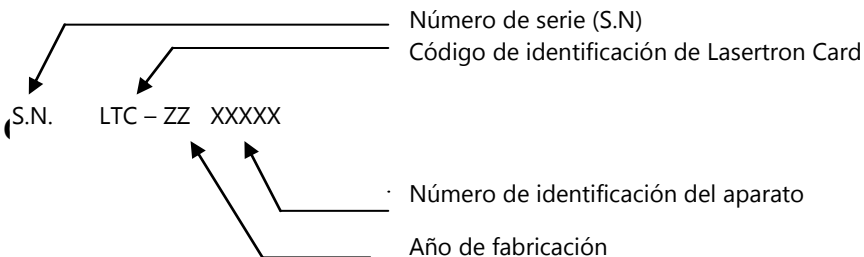 Número de serie (S.N)
Código de identificación de Lasertron Card
S.N. LTC – ZZ XXXXX
Número de identificación del aparato
Año de fabricación